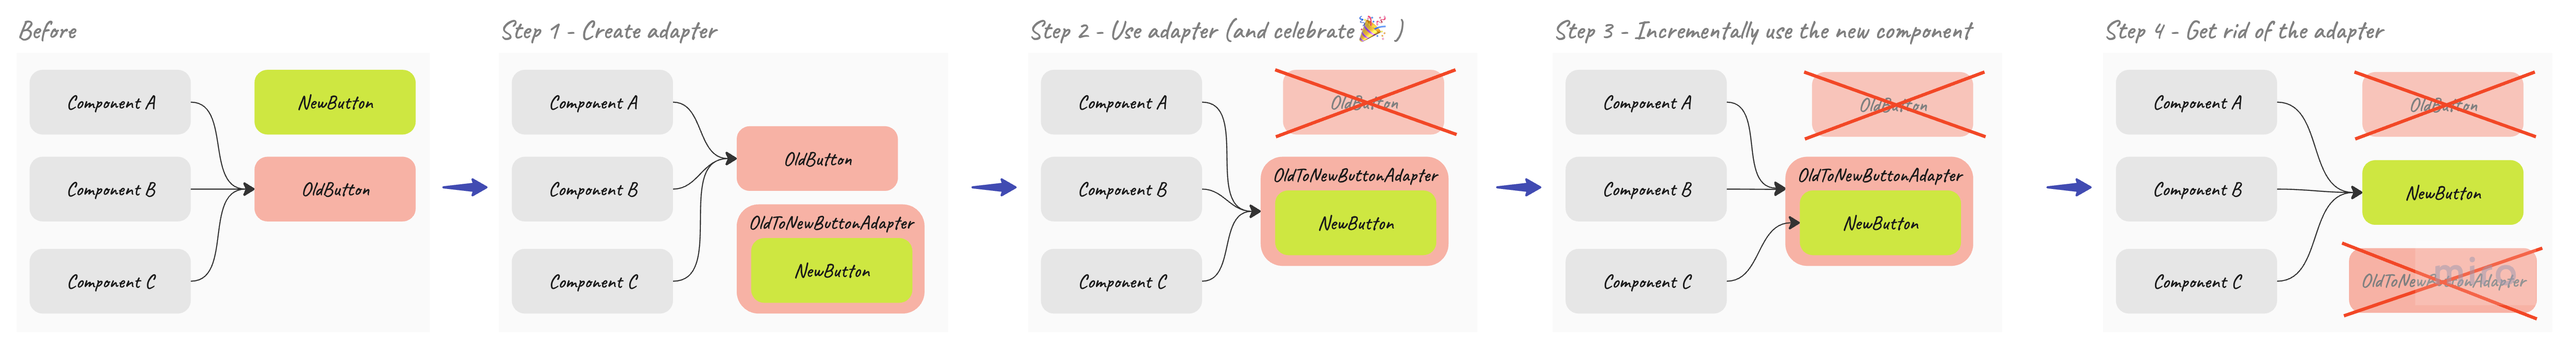 Before
Component A
NewButton
Component B
OldButton
Component C
Step 1 - Create adapter
Component A
OldButton
Component B
OldToNewButtonAdapter
NewButton
Component C
Step 2 - Use adapter (and celebrate 🎉 )
Component A
OldButton
OldToNewButtonAdapter
Component B
NewButton
Component C
Step 3 - Incrementally use the new component
Component A
OldButton
OldToNewButtonAdapter
Component B
NewButton
Component C
Step 4 - Get rid of the adapter
Component A
OldButton
Component B
NewButton
Component C
OldToNewButtonAdapter
miro